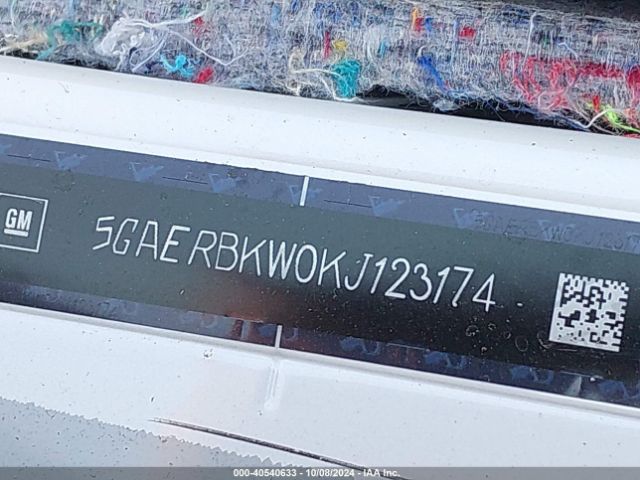 GM
5GAERBKW0KJ123174
000-40540633 - 10/08/2024 - IAA Inc.